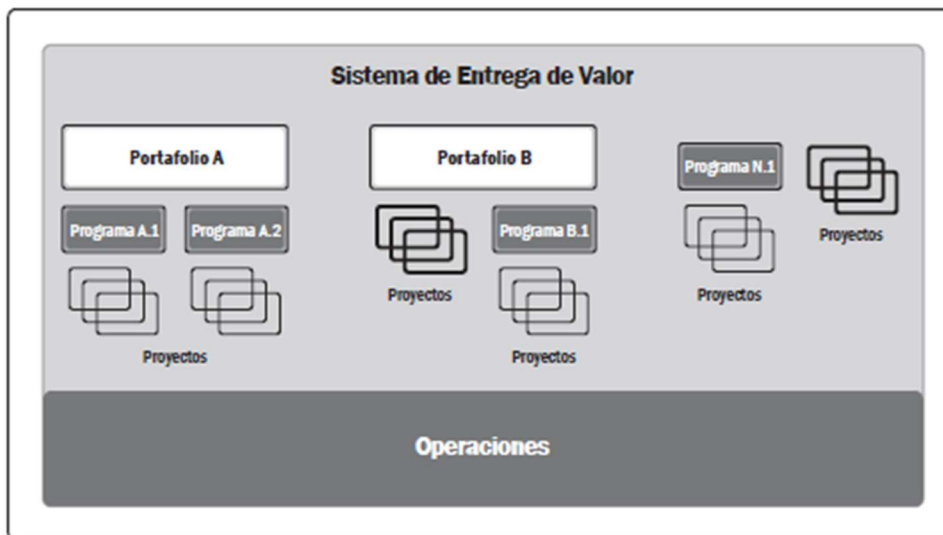 Sistema de Entrega de Valor
Portafolio A
Portafolio B
Programa N.1
Proyectos
Programa A.1
Programa A.2
Programa B.1
Proyectos
Proyectos
Proyectos
Proyectos
Operaciones